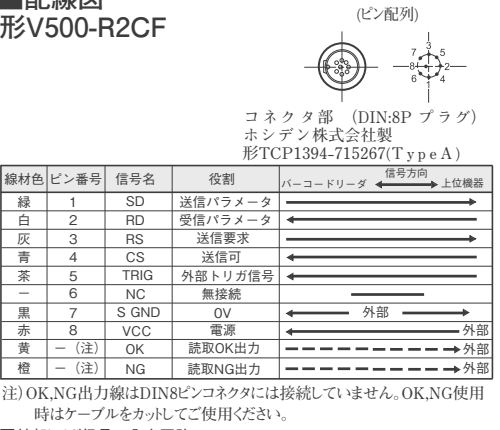 ■配線図
形V500-R2CF
(ピン配列)
7 3 5
8 2
6 1 4
コネクタ部 (DIN:8P プラグ)
ホシデン株式会社製
形TCP1394-715267(TypeA)
線材色 ピン番号 信号名 役割 バーコードリーダ 信号方向 上位機器
緑 1 SD 送信パラメータ
白 2 RD 受信パラメータ
灰 3 RS 送信要求
青 4 CS 送信可
茶 5 TRIG 外部トリガ信号
− 6 NC 無接続
黒 7 S GND 0V 外部
赤 8 VCC 電源 外部
黄 −(注) OK 読取OK出力 外部
橙 −(注) NG 読取NG出力 外部
注)OK,NG出力線はDIN8ピンコネクタには接続していません。OK,NG使用
時はケーブルをカットしてご使用ください。